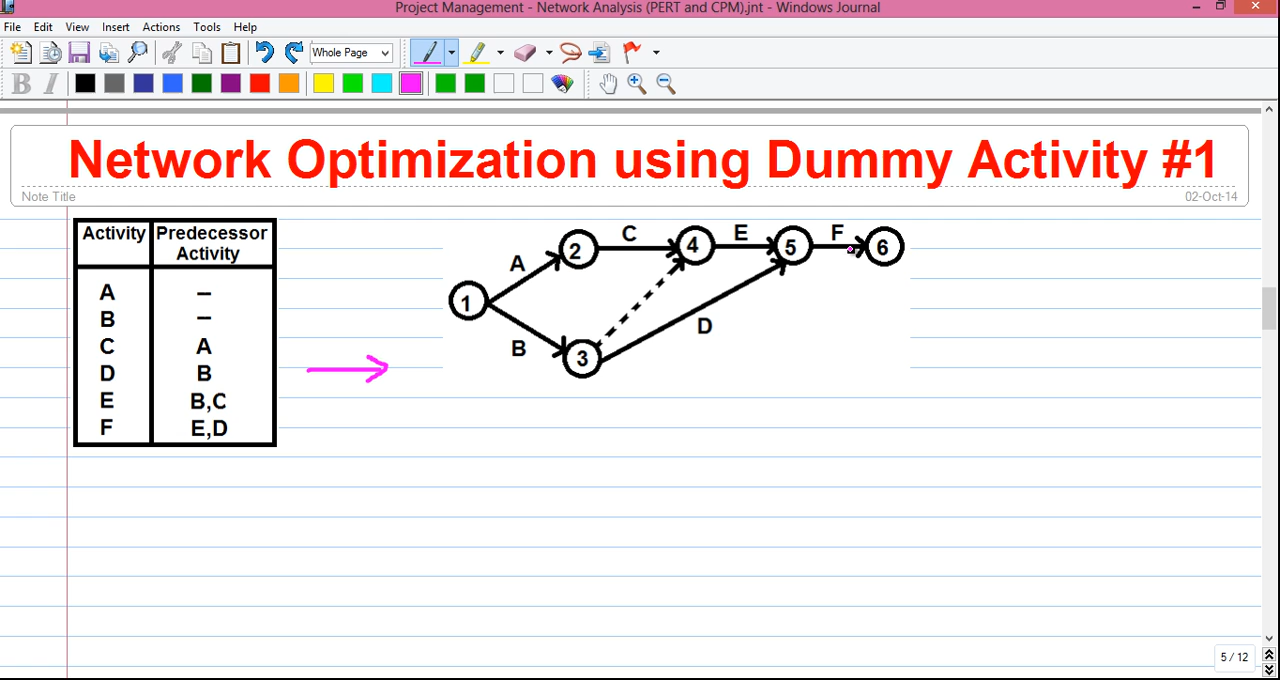 Project Management - Network Analysis (PERT and CPM).jnt - Windows Journal
File Edit View Insert Actions Tools Help
Whole Page
B I
Network Optimization using Dummy Activity #1
Note Title
02-Oct-14
Activity Predecessor Activity
A –
B –
C A
D B
E B,C
F E,D
1
A
B
2
3
C
D
4
E
5
F
6
5 / 12